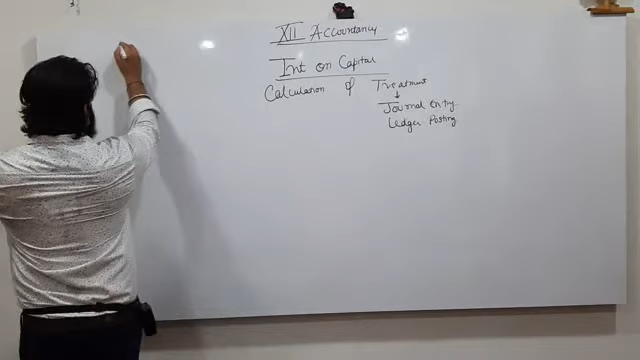 XII Accountancy
Int on Capital
Calculation of Treatment
↓
Journal Entry
Ledger Posting